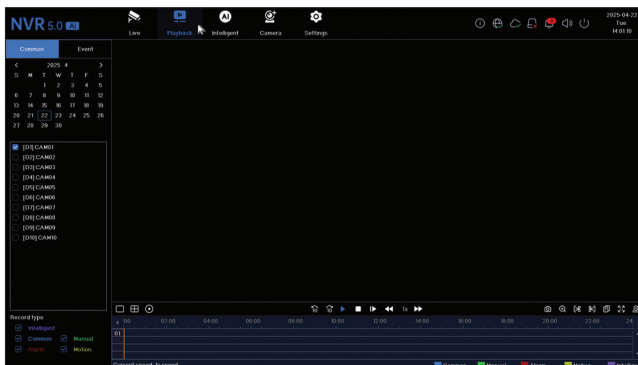 NVR 5.0 AI
Live
Playback
AI
Intelligent
Camera
Settings
2025-04-22
Tue.
14:01:10
Common
Event
< 2025 4 >
S M T W T F S
1 2 3 4 5
6 7 8 9 10 11 12
13 14 15 16 17 18 19
20 21 22 23 24 25 26
27 28 29 30
[D1] CAM01
[D2] CAM02
[D3] CAM03
[D4] CAM04
[D5] CAM05
[D6] CAM06
[D7] CAM07
[D8] CAM08
[D9] CAM09
[D10] CAM10
1x
Record type
Intelligent
Common
Manual
Alarm
Motion
00 02:00 04:00 06:00 08:00 10:00 12:00 14:00 16:00 18:00 20:00 22:00 24
01